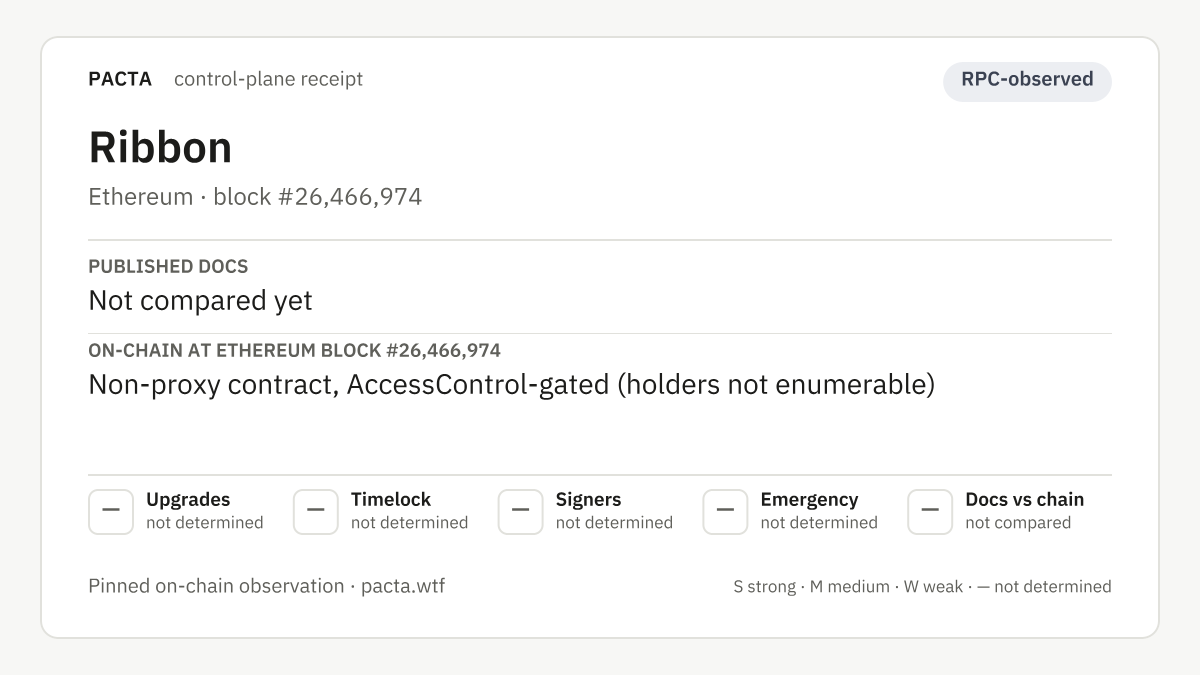 PACTA control-plane receipt
RPC-observed
Ribbon
Ethereum · block #26,466,974
PUBLISHED DOCS
Not compared yet
ON-CHAIN AT ETHEREUM BLOCK #26,466,974
Non-proxy contract, AccessControl-gated (holders not enumerable)
— Upgrades
not determined
— Timelock
not determined
— Signers
not determined
— Emergency
not determined
— Docs vs chain
not compared
Pinned on-chain observation · pacta.wtf
S strong · M medium · W weak · — not determined